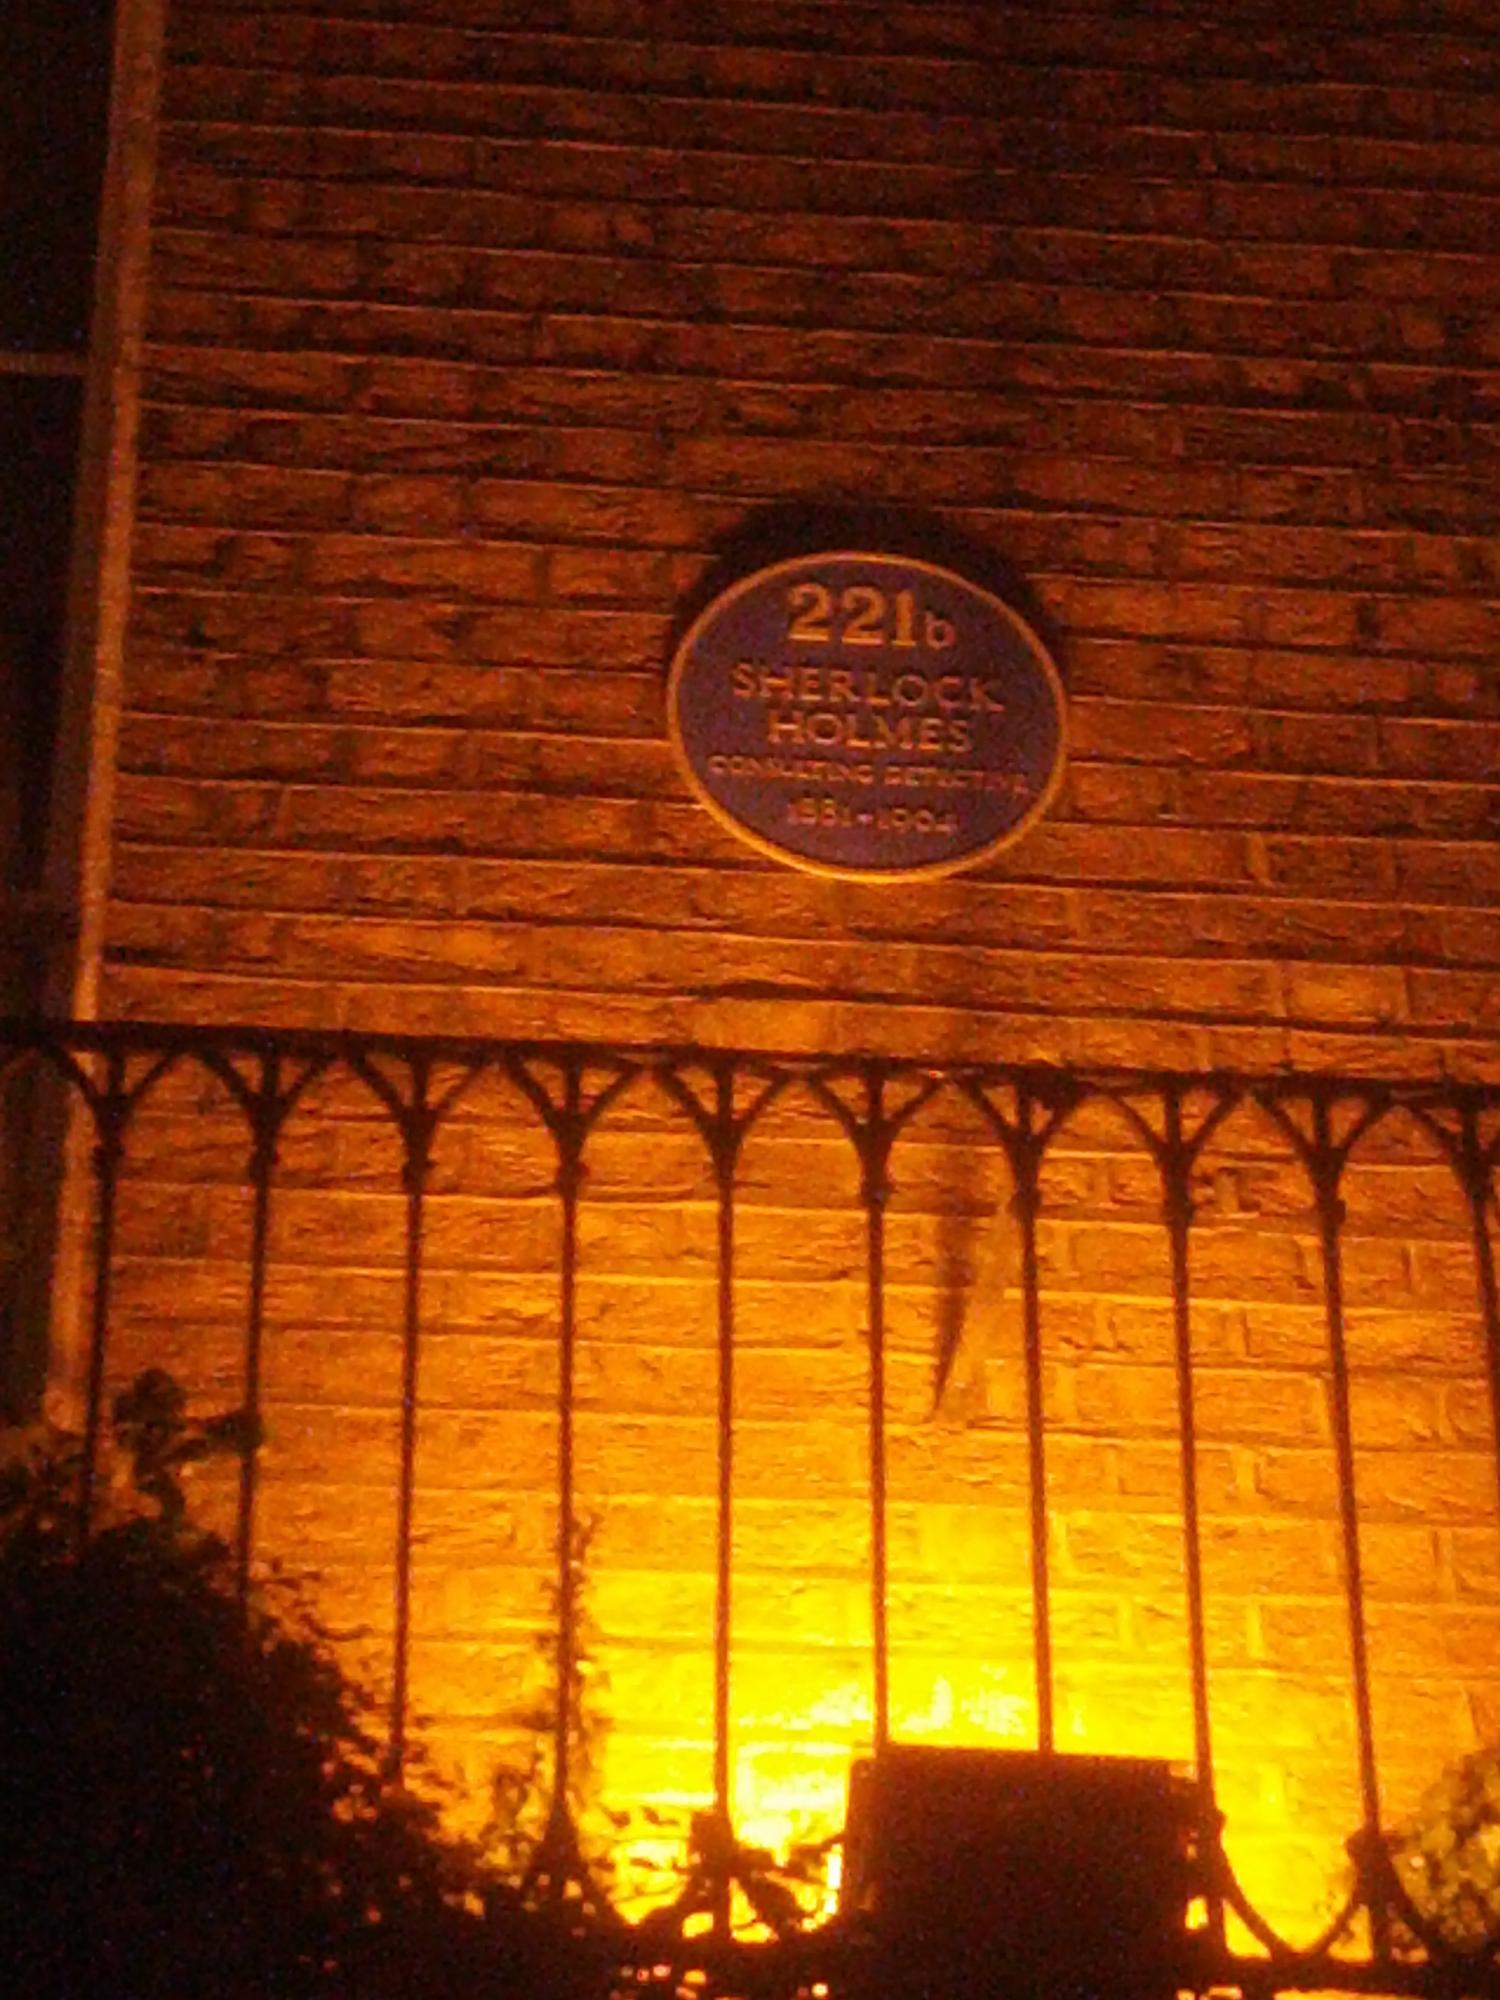 221b
SHERLOCK
HOLMES
CONSULTING DETECTIVE
1881-1904